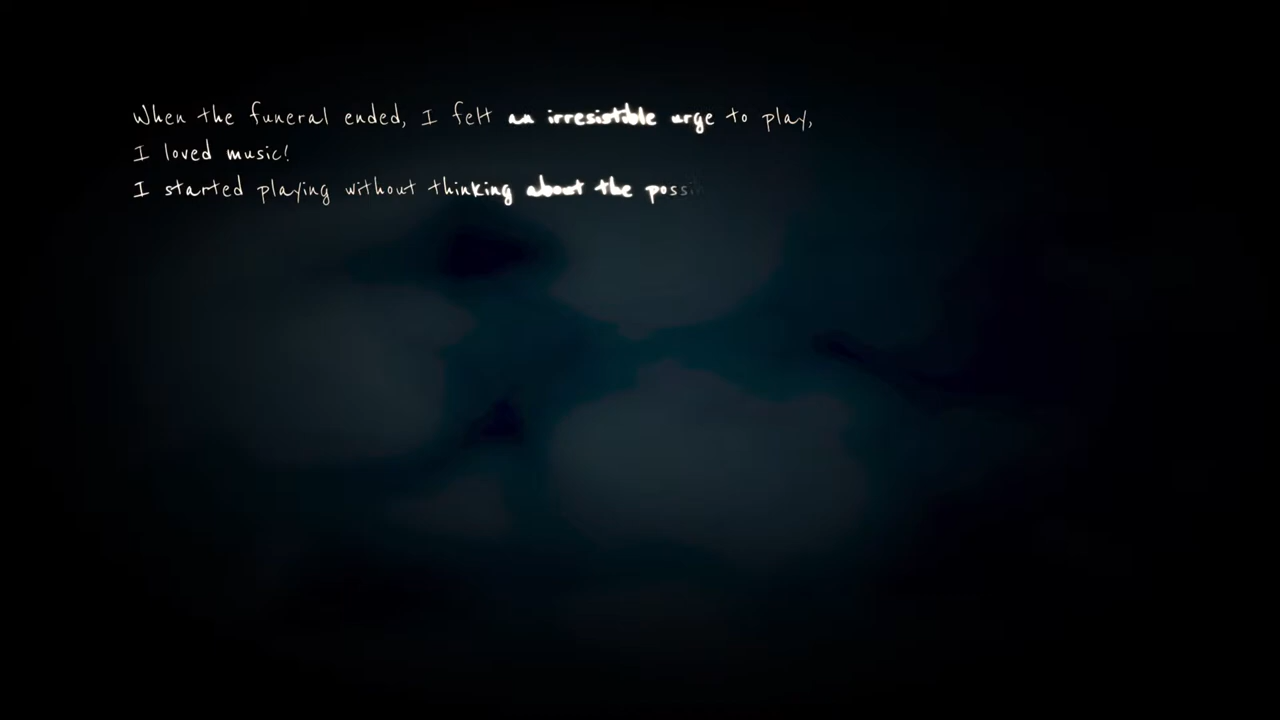 When the funeral ended, I felt an irresistible urge to play,
I loved music!
I started playing without thinking about the